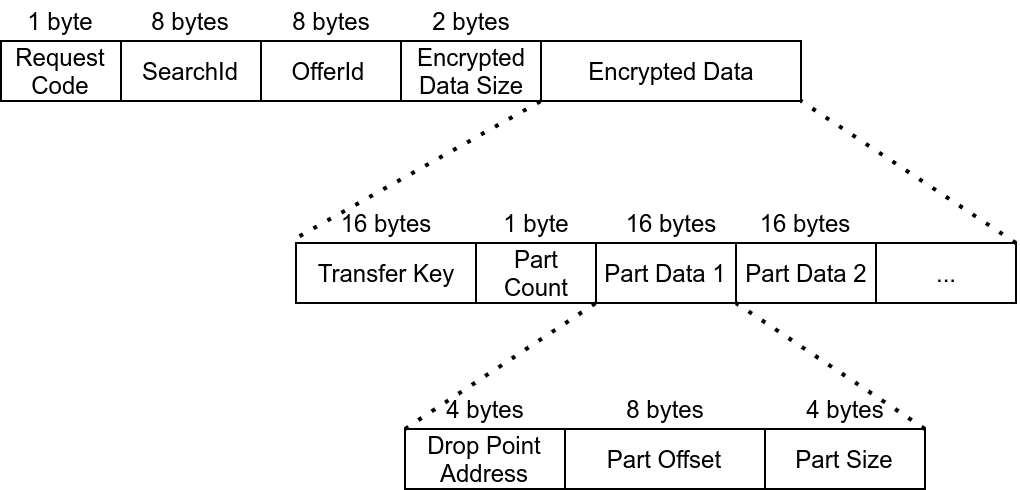 1 byte 8 bytes 8 bytes 2 bytes
Request Code SearchId OfferId Encrypted Data Size Encrypted Data
16 bytes 1 byte 16 bytes 16 bytes
Transfer Key Part Count Part Data 1 Part Data 2 ...
4 bytes 8 bytes 4 bytes
Drop Point Address Part Offset Part Size